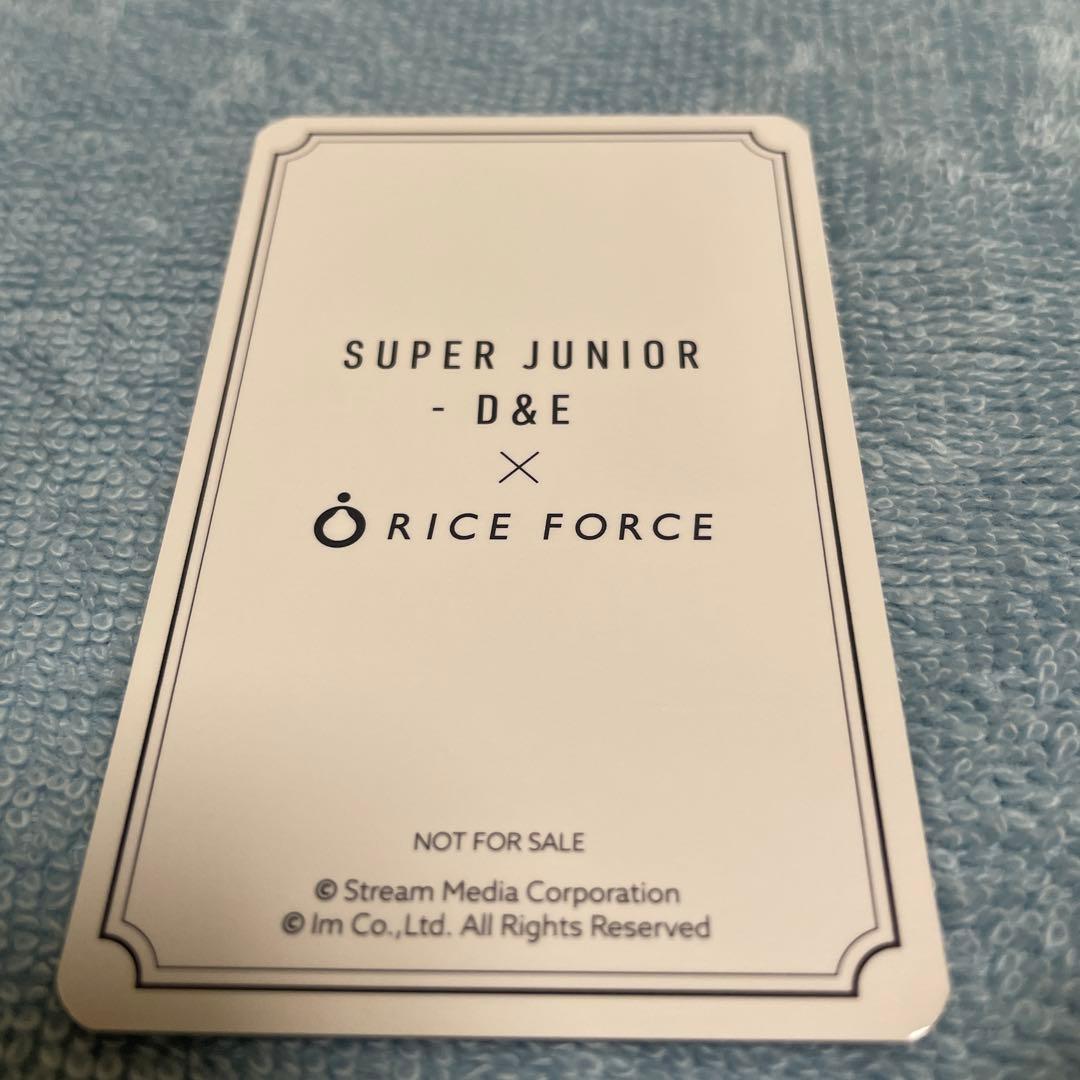 SUPER JUNIOR
- D&E
×
RICE FORCE
NOT FOR SALE
© Stream Media Corporation
© Im Co.,Ltd. All Rights Reserved